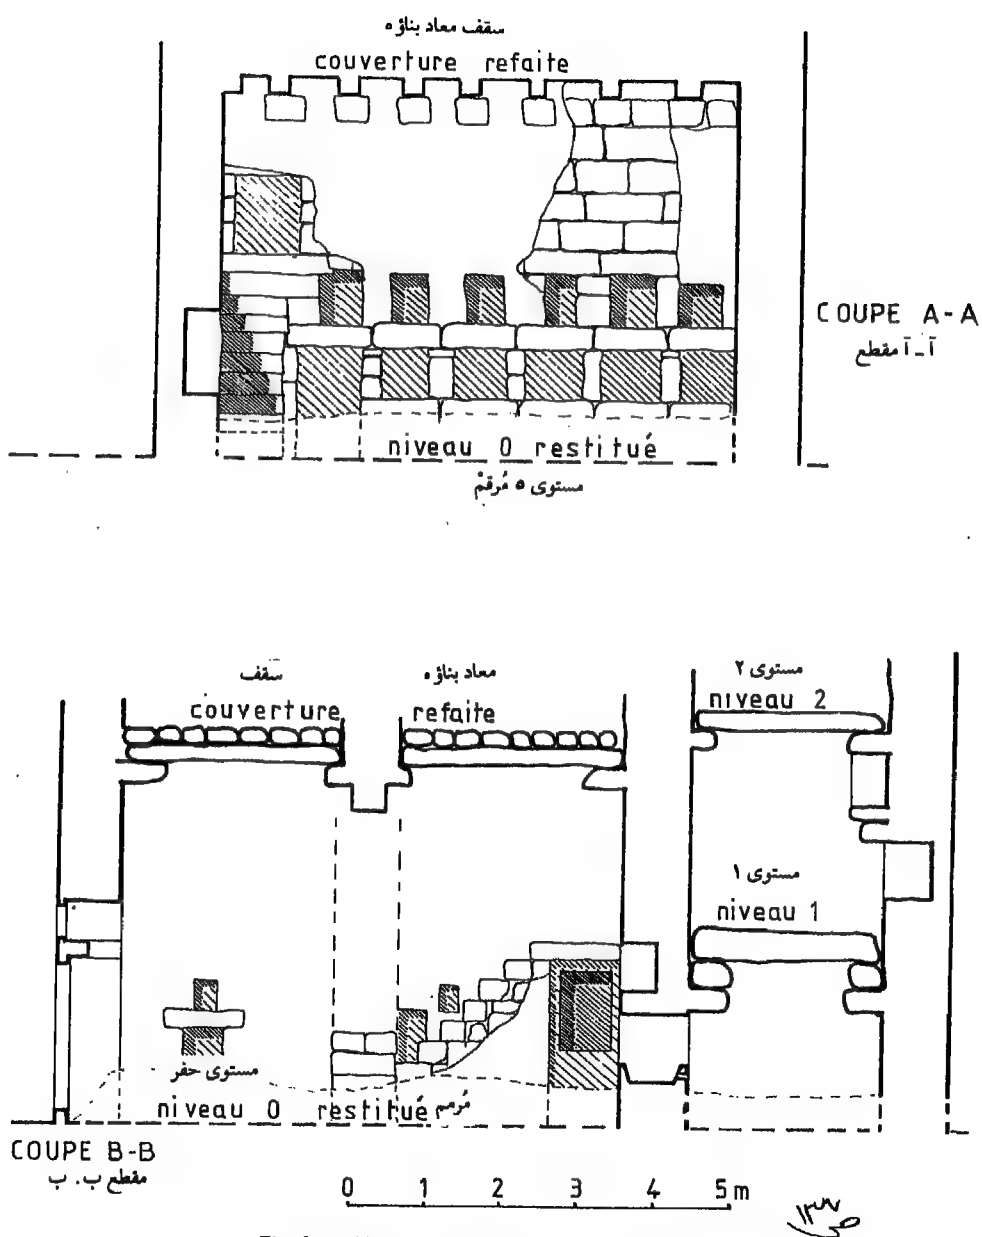 سقف معاد بناؤه
couverture refaite
COUPE A-A
آ_آ مقطع
niveau 0 restitué
مستوى ٥ مُرقمْ
مستوى ٢
niveau 2
سقف معاد بناؤه
couverture refaite
مستوى ١
niveau 1
مستوى حفر
niveau 0 restitué مُرمم
COUPE B-B
مقطع ب. ب
0 1 2 3 4 5m